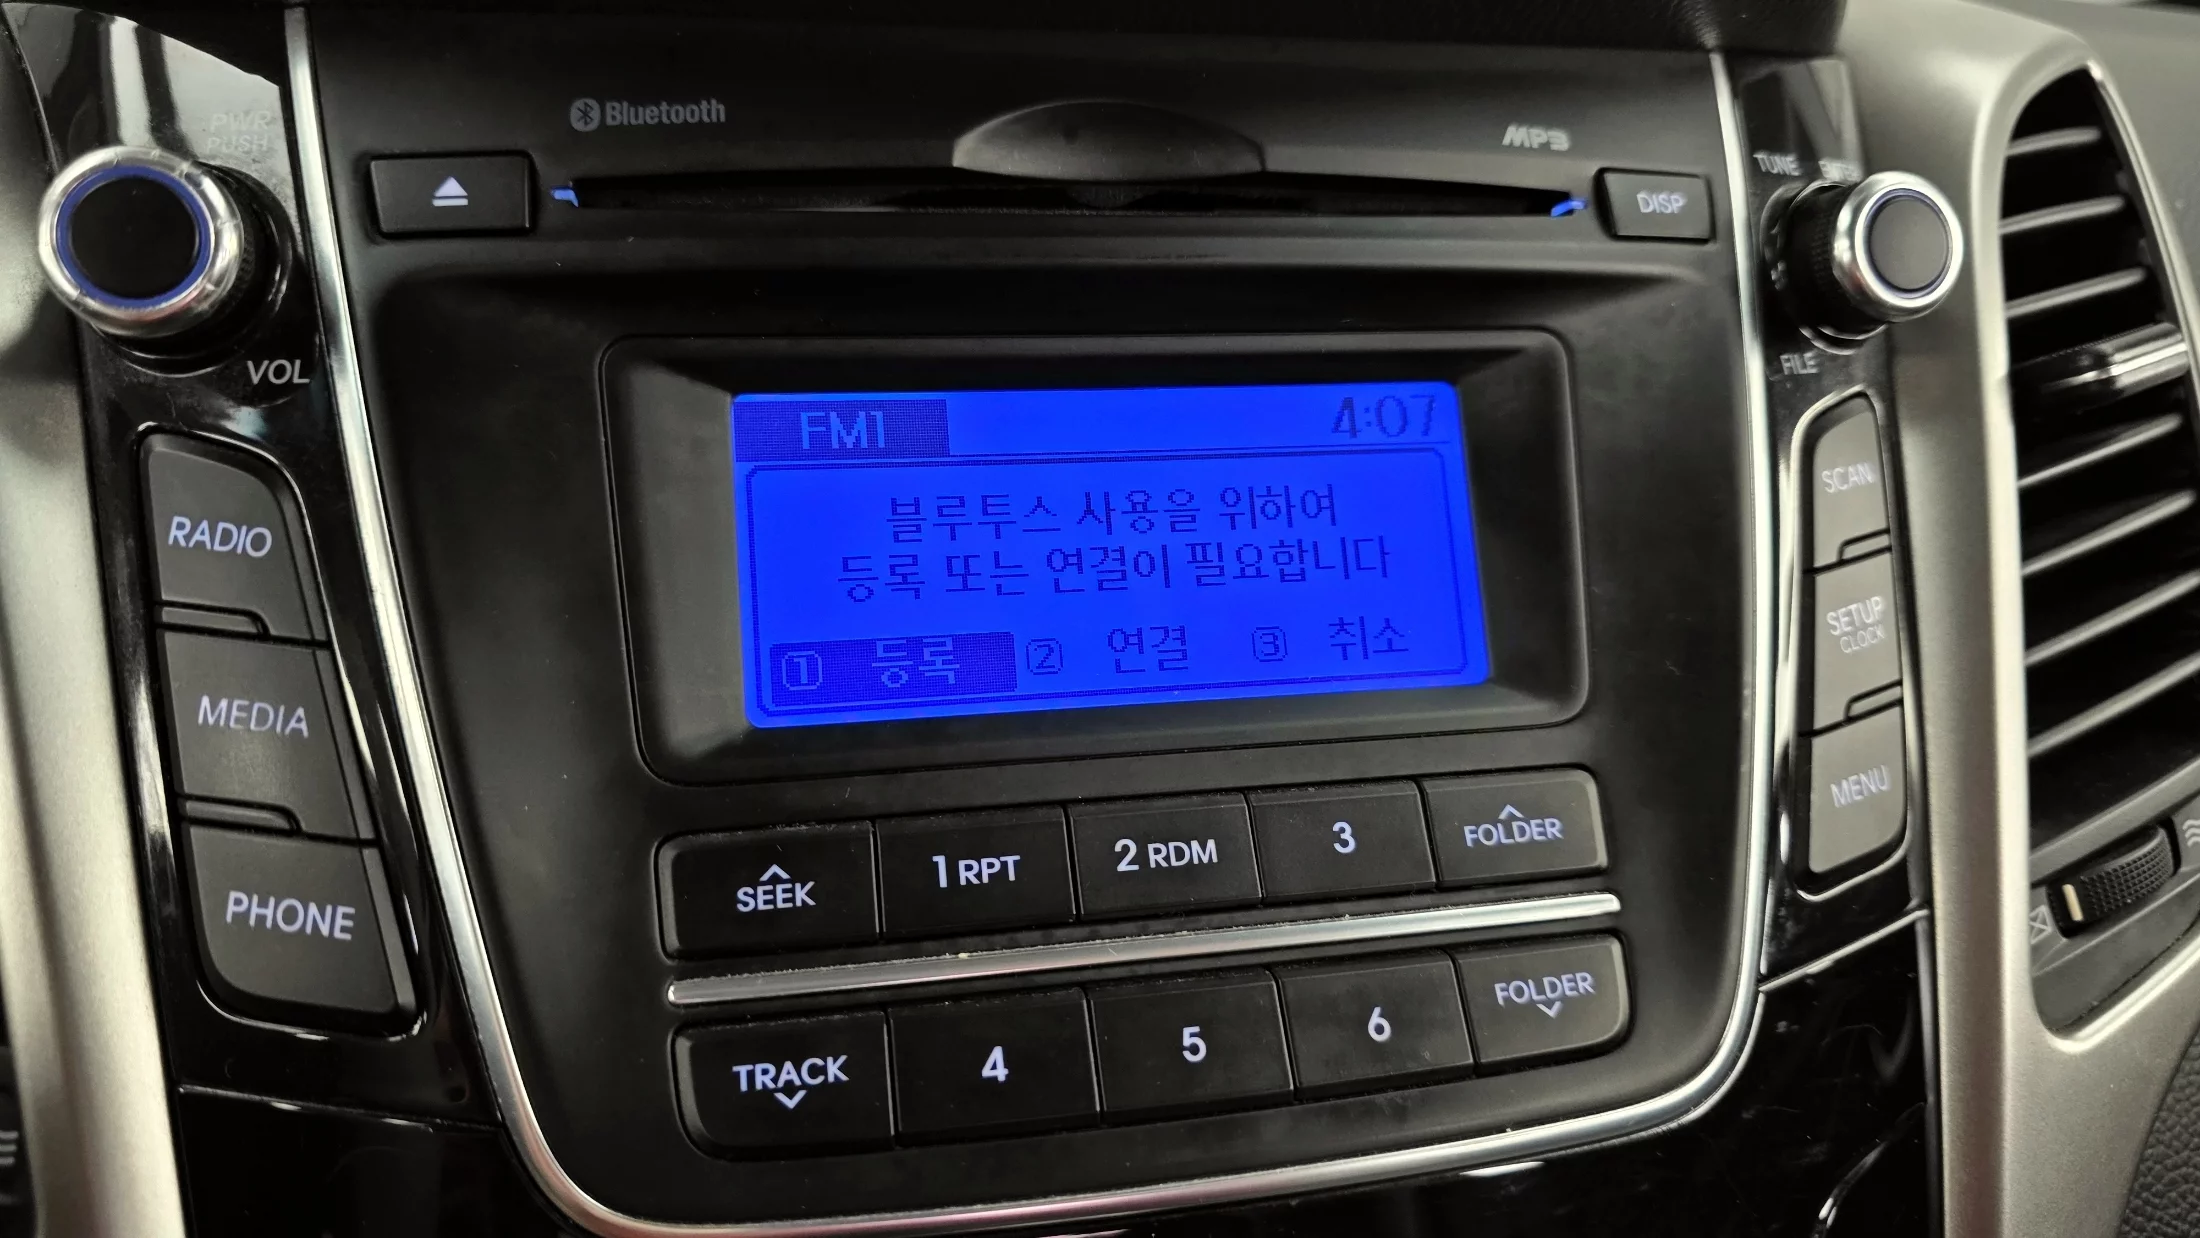 Bluetooth
MP3
PWR
PUSH
TUNE
ENTER
DISP
VOL
FILE
FM1 4:07
블루투스 사용을 위하여
등록 또는 연결이 필요합니다
① 등록 ② 연결 ③ 취소
RADIO
MEDIA
PHONE
SCAN
SETUP
CLOCK
MENU
SEEK
1 RPT
2 RDM
3
FOLDER
TRACK
4
5
6
FOLDER